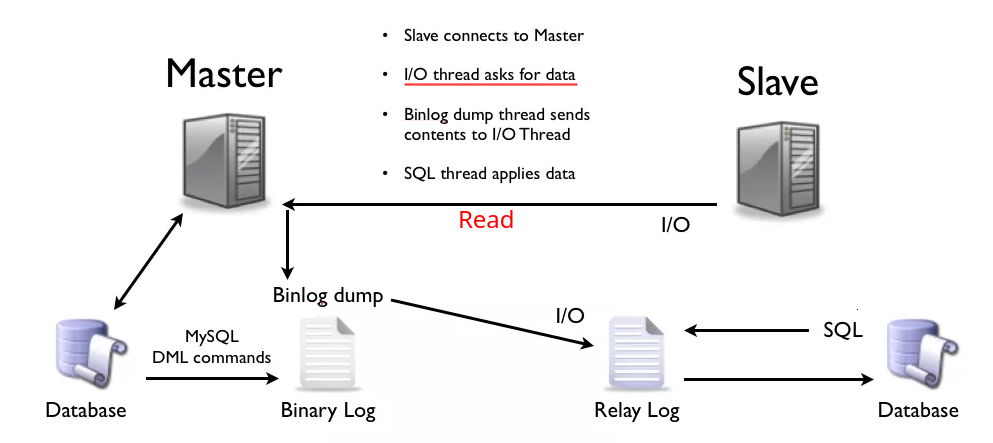 • Slave connects to Master
• I/O thread asks for data
• Binlog dump thread sends
contents to I/O Thread
• SQL thread applies data
Master
Slave
Read
I/O
Binlog dump
I/O
SQL
MySQL
DML commands
Database
Binary Log
Relay Log
Database